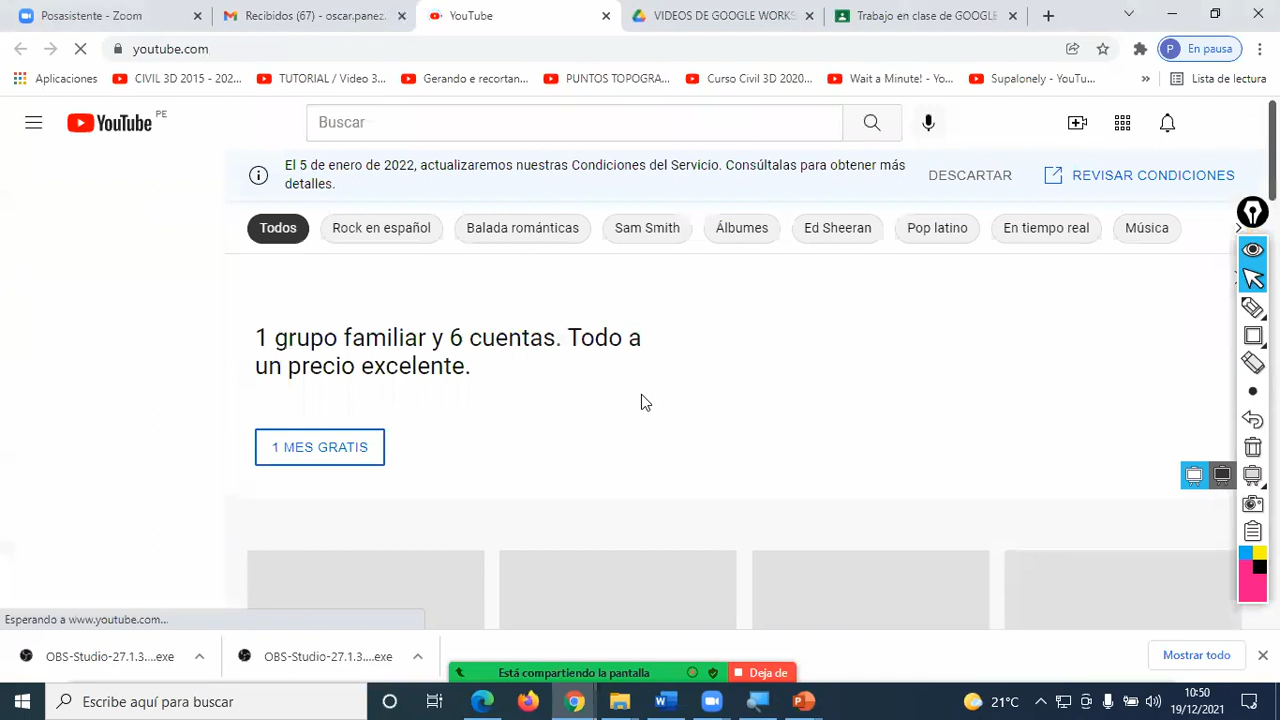 Posasistente - Zoom
Recibidos (67) - oscar.panez.
YouTube
VIDEOS DE GOOGLE WORKS
Trabajo en clase de GOOGLE
youtube.com
En pausa
Aplicaciones
CIVIL 3D 2015 - 202...
TUTORIAL / Video 3...
Gerando e recortan...
PUNTOS TOPOGRA...
Curso Civil 3D 2020...
Wait a Minute! - Yo...
Supalonely - YouTu...
»
Lista de lectura
YouTube PE
Buscar
El 5 de enero de 2022, actualizaremos nuestras Condiciones del Servicio. Consúltalas para obtener más
detalles.
DESCARTAR
REVISAR CONDICIONES
Todos
Rock en español
Balada románticas
Sam Smith
Álbumes
Ed Sheeran
Pop latino
En tiempo real
Música
1 grupo familiar y 6 cuentas. Todo a
un precio excelente.
1 MES GRATIS
Esperando a www.youtube.com...
OBS-Studio-27.1.3....exe
OBS-Studio-27.1.3....exe
Mostrar todo
Está compartiendo la pantalla
Deja de
Escribe aquí para buscar
21°C
10:50
19/12/2021